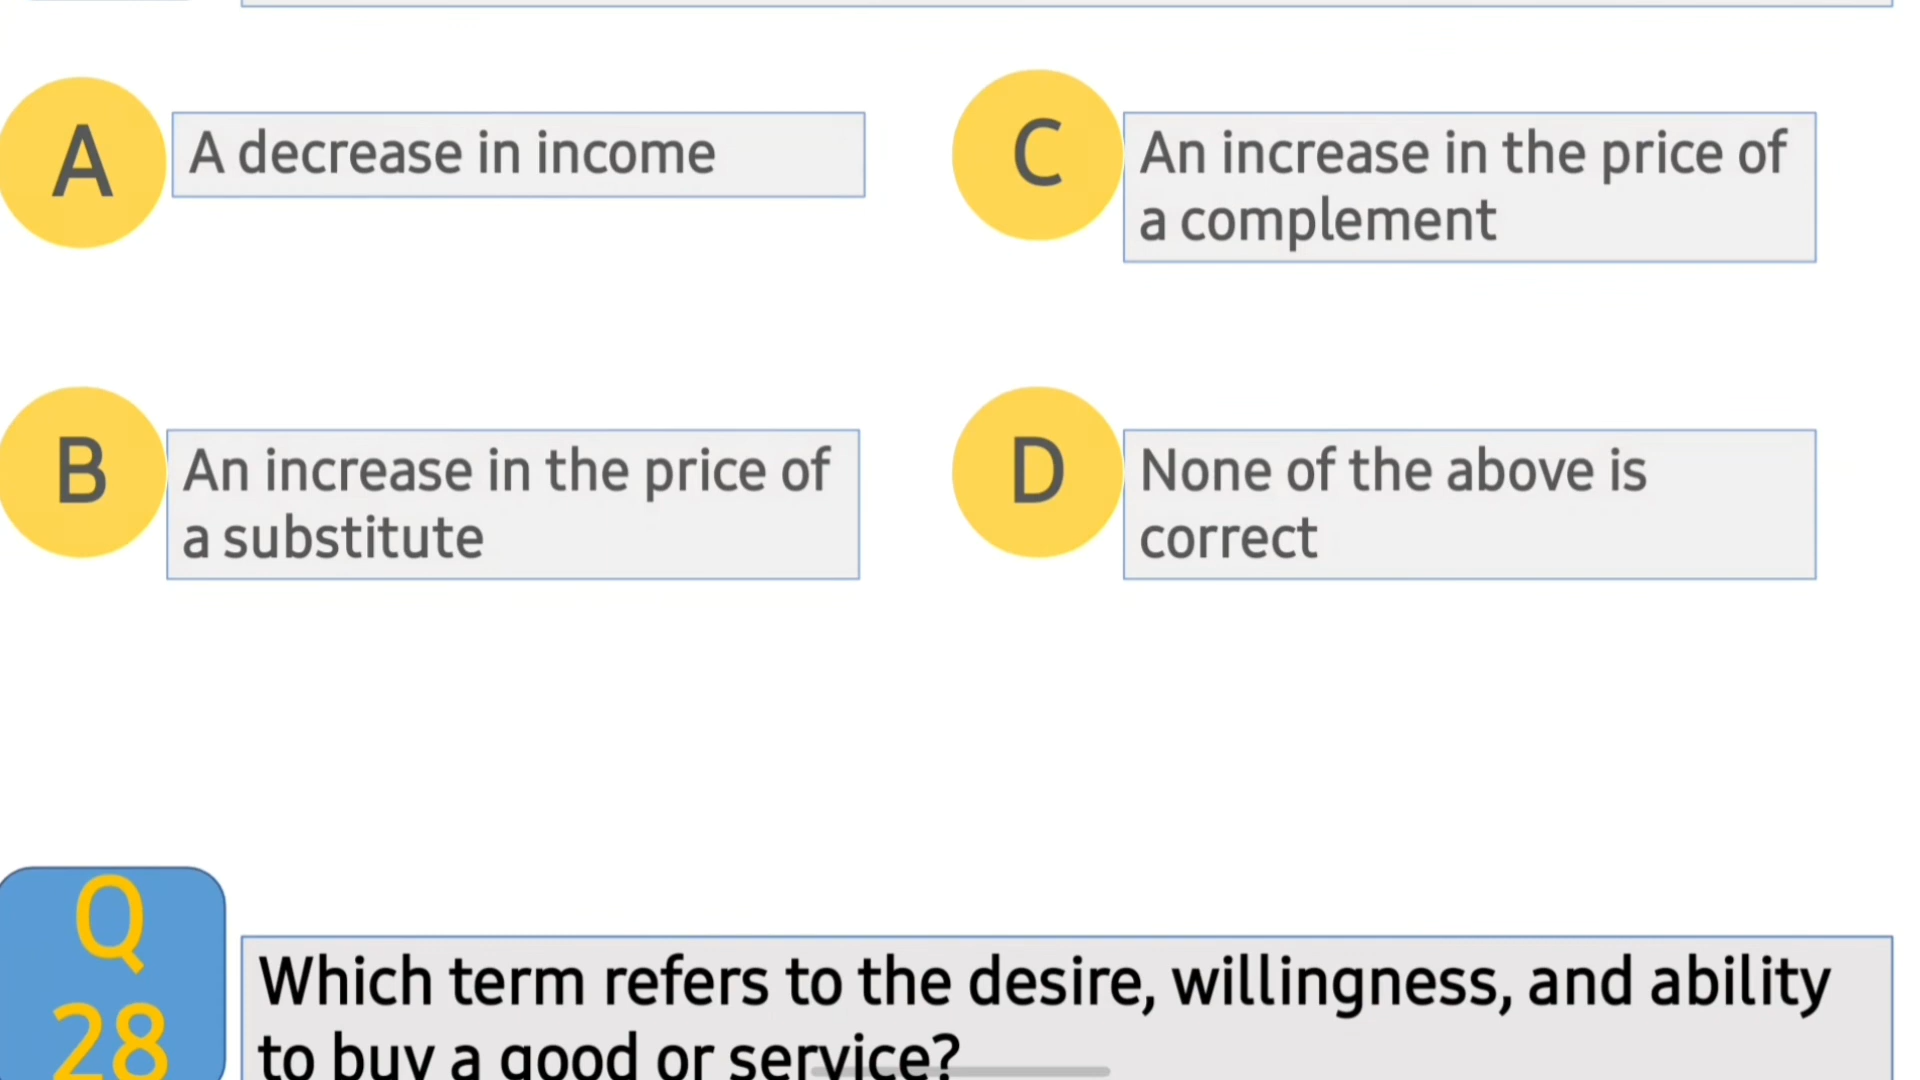 A
A decrease in income
C
An increase in the price of
a complement
B
An increase in the price of
a substitute
D
None of the above is
correct
Q
28
Which term refers to the desire, willingness, and ability
to buy a good or service?